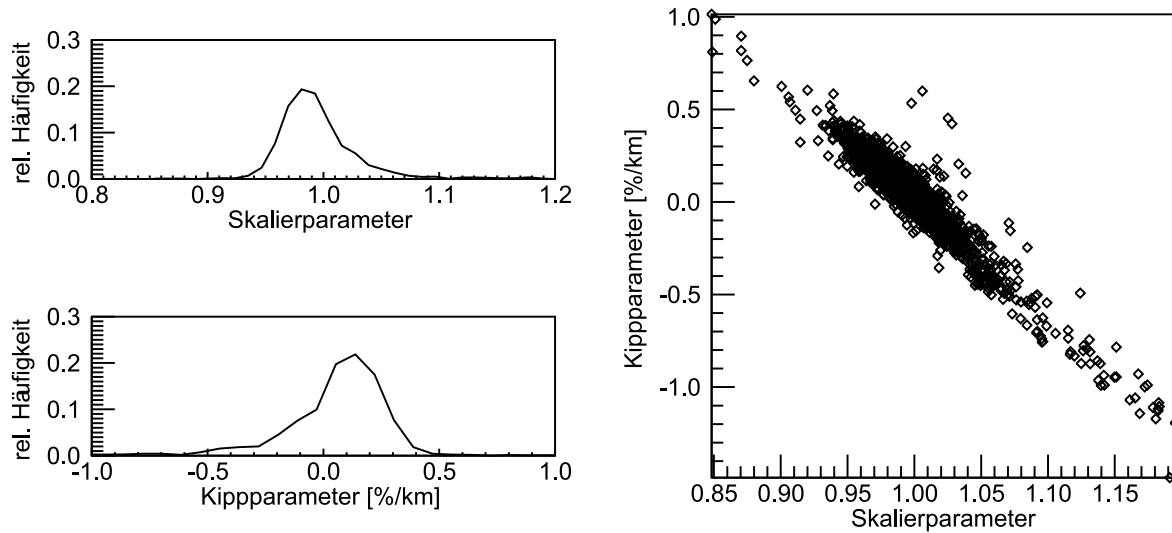 0.3
0.2
0.1
0.0
rel. Häufigkeit
0.8 0.9 1.0 1.1 1.2
Skalierparameter
0.3
0.2
0.1
0.0
rel. Häufigkeit
-1.0 -0.5 0.0 0.5 1.0
Kippparameter [%/km]
1.0
0.5
0.0
-0.5
-1.0
Kippparameter [%/km]
0.85 0.90 0.95 1.00 1.05 1.10 1.15
Skalierparameter